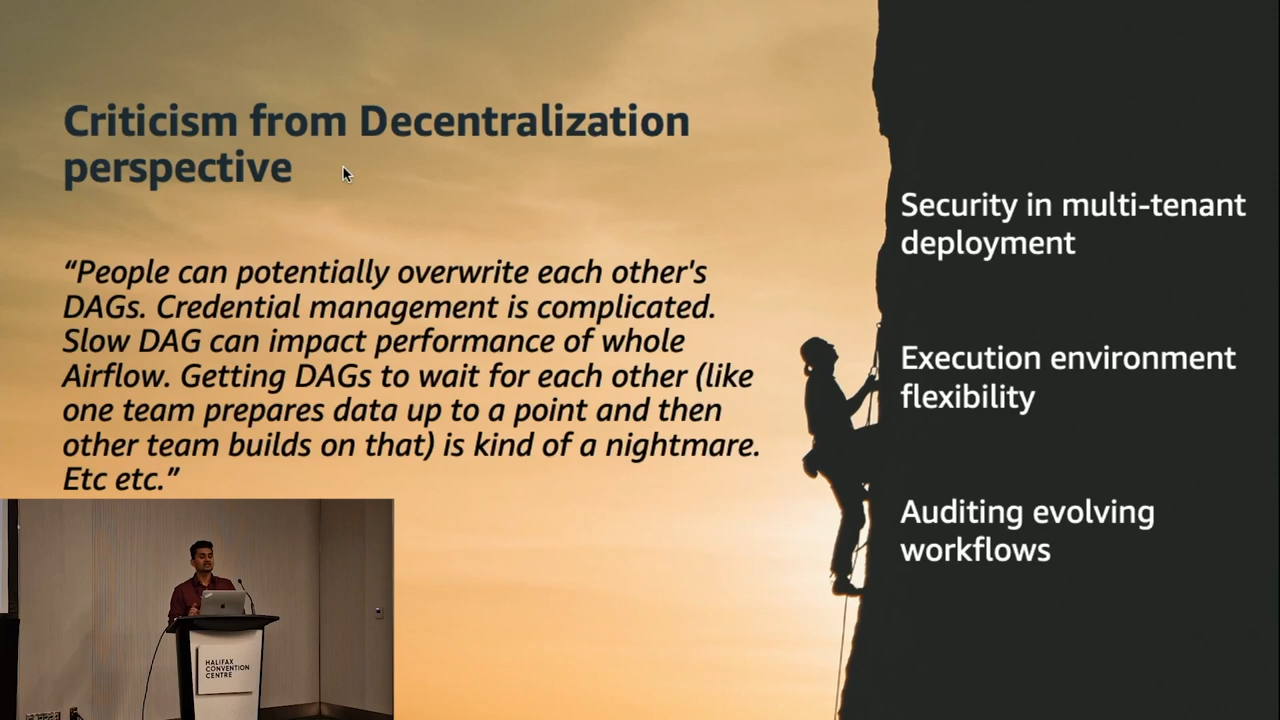 Criticism from Decentralization
perspective
“People can potentially overwrite each other's
DAGs. Credential management is complicated.
Slow DAG can impact performance of whole
Airflow. Getting DAGs to wait for each other (like
one team prepares data up to a point and then
other team builds on that) is kind of a nightmare.
Etc etc.”
Security in multi-tenant
deployment
Execution environment
flexibility
Auditing evolving
workflows
HALIFAX
CONVENTION
CENTRE